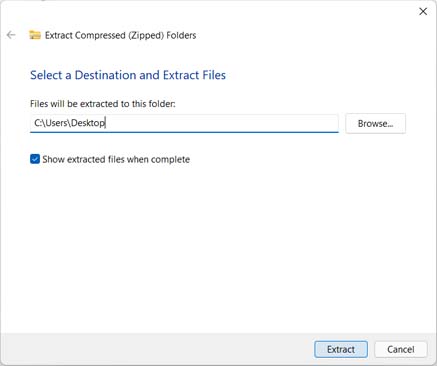 Extract Compressed (Zipped) Folders
Select a Destination and Extract Files
Files will be extracted to this folder:
C:\Users\Desktop
Browse...
Show extracted files when complete
Extract
Cancel